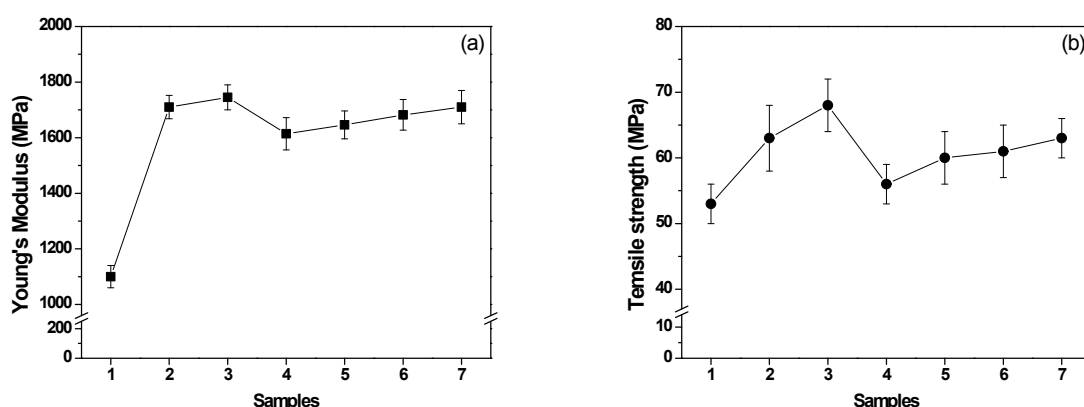 (a)
Young's Modulus (MPa)
2000
1800
1600
1400
1200
1000
200
0
1 2 3 4 5 6 7
Samples
(b)
Temsile strength (MPa)
80
70
60
50
40
10
0
1 2 3 4 5 6 7
Samples